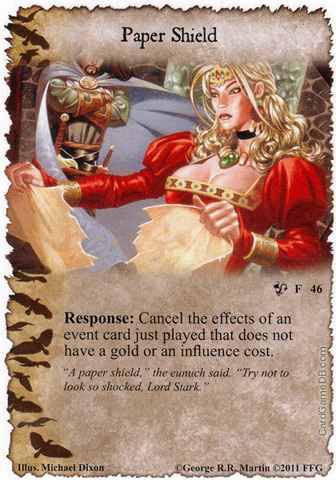 Paper Shield
F 46
Response: Cancel the effects of an
event card just played that does not
have a gold or an influence cost.
"A paper shield," the eunuch said. "Try not to
look so shocked, Lord Stark."
CardGameDB.com
Illus. Michael Dixon ©George R.R. Martin ©2011 FFG